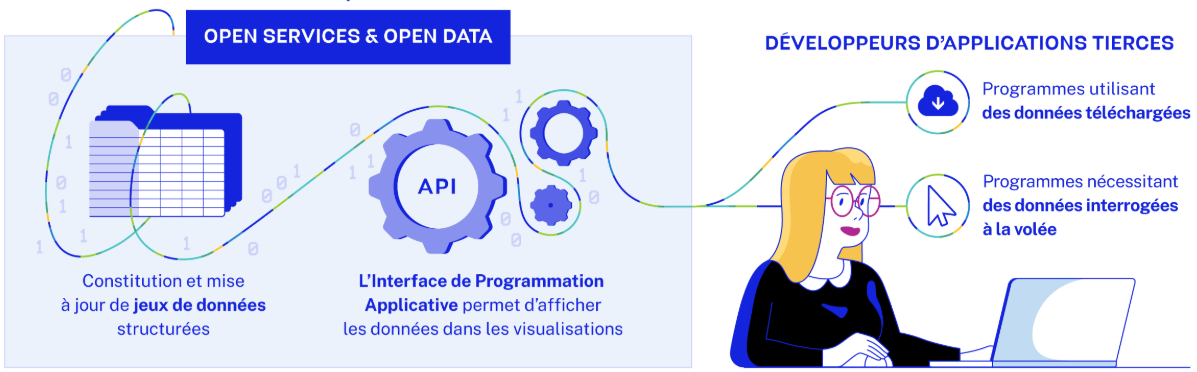 OPEN SERVICES & OPEN DATA
API
Constitution et mise
à jour de jeux de données
structurées
L'Interface de Programmation
Applicative permet d'afficher
les données dans les visualisations
DÉVELOPPEURS D'APPLICATIONS TIERCES
Programmes utilisant
des données téléchargées
Programmes nécessitant
des données interrogées
à la volée